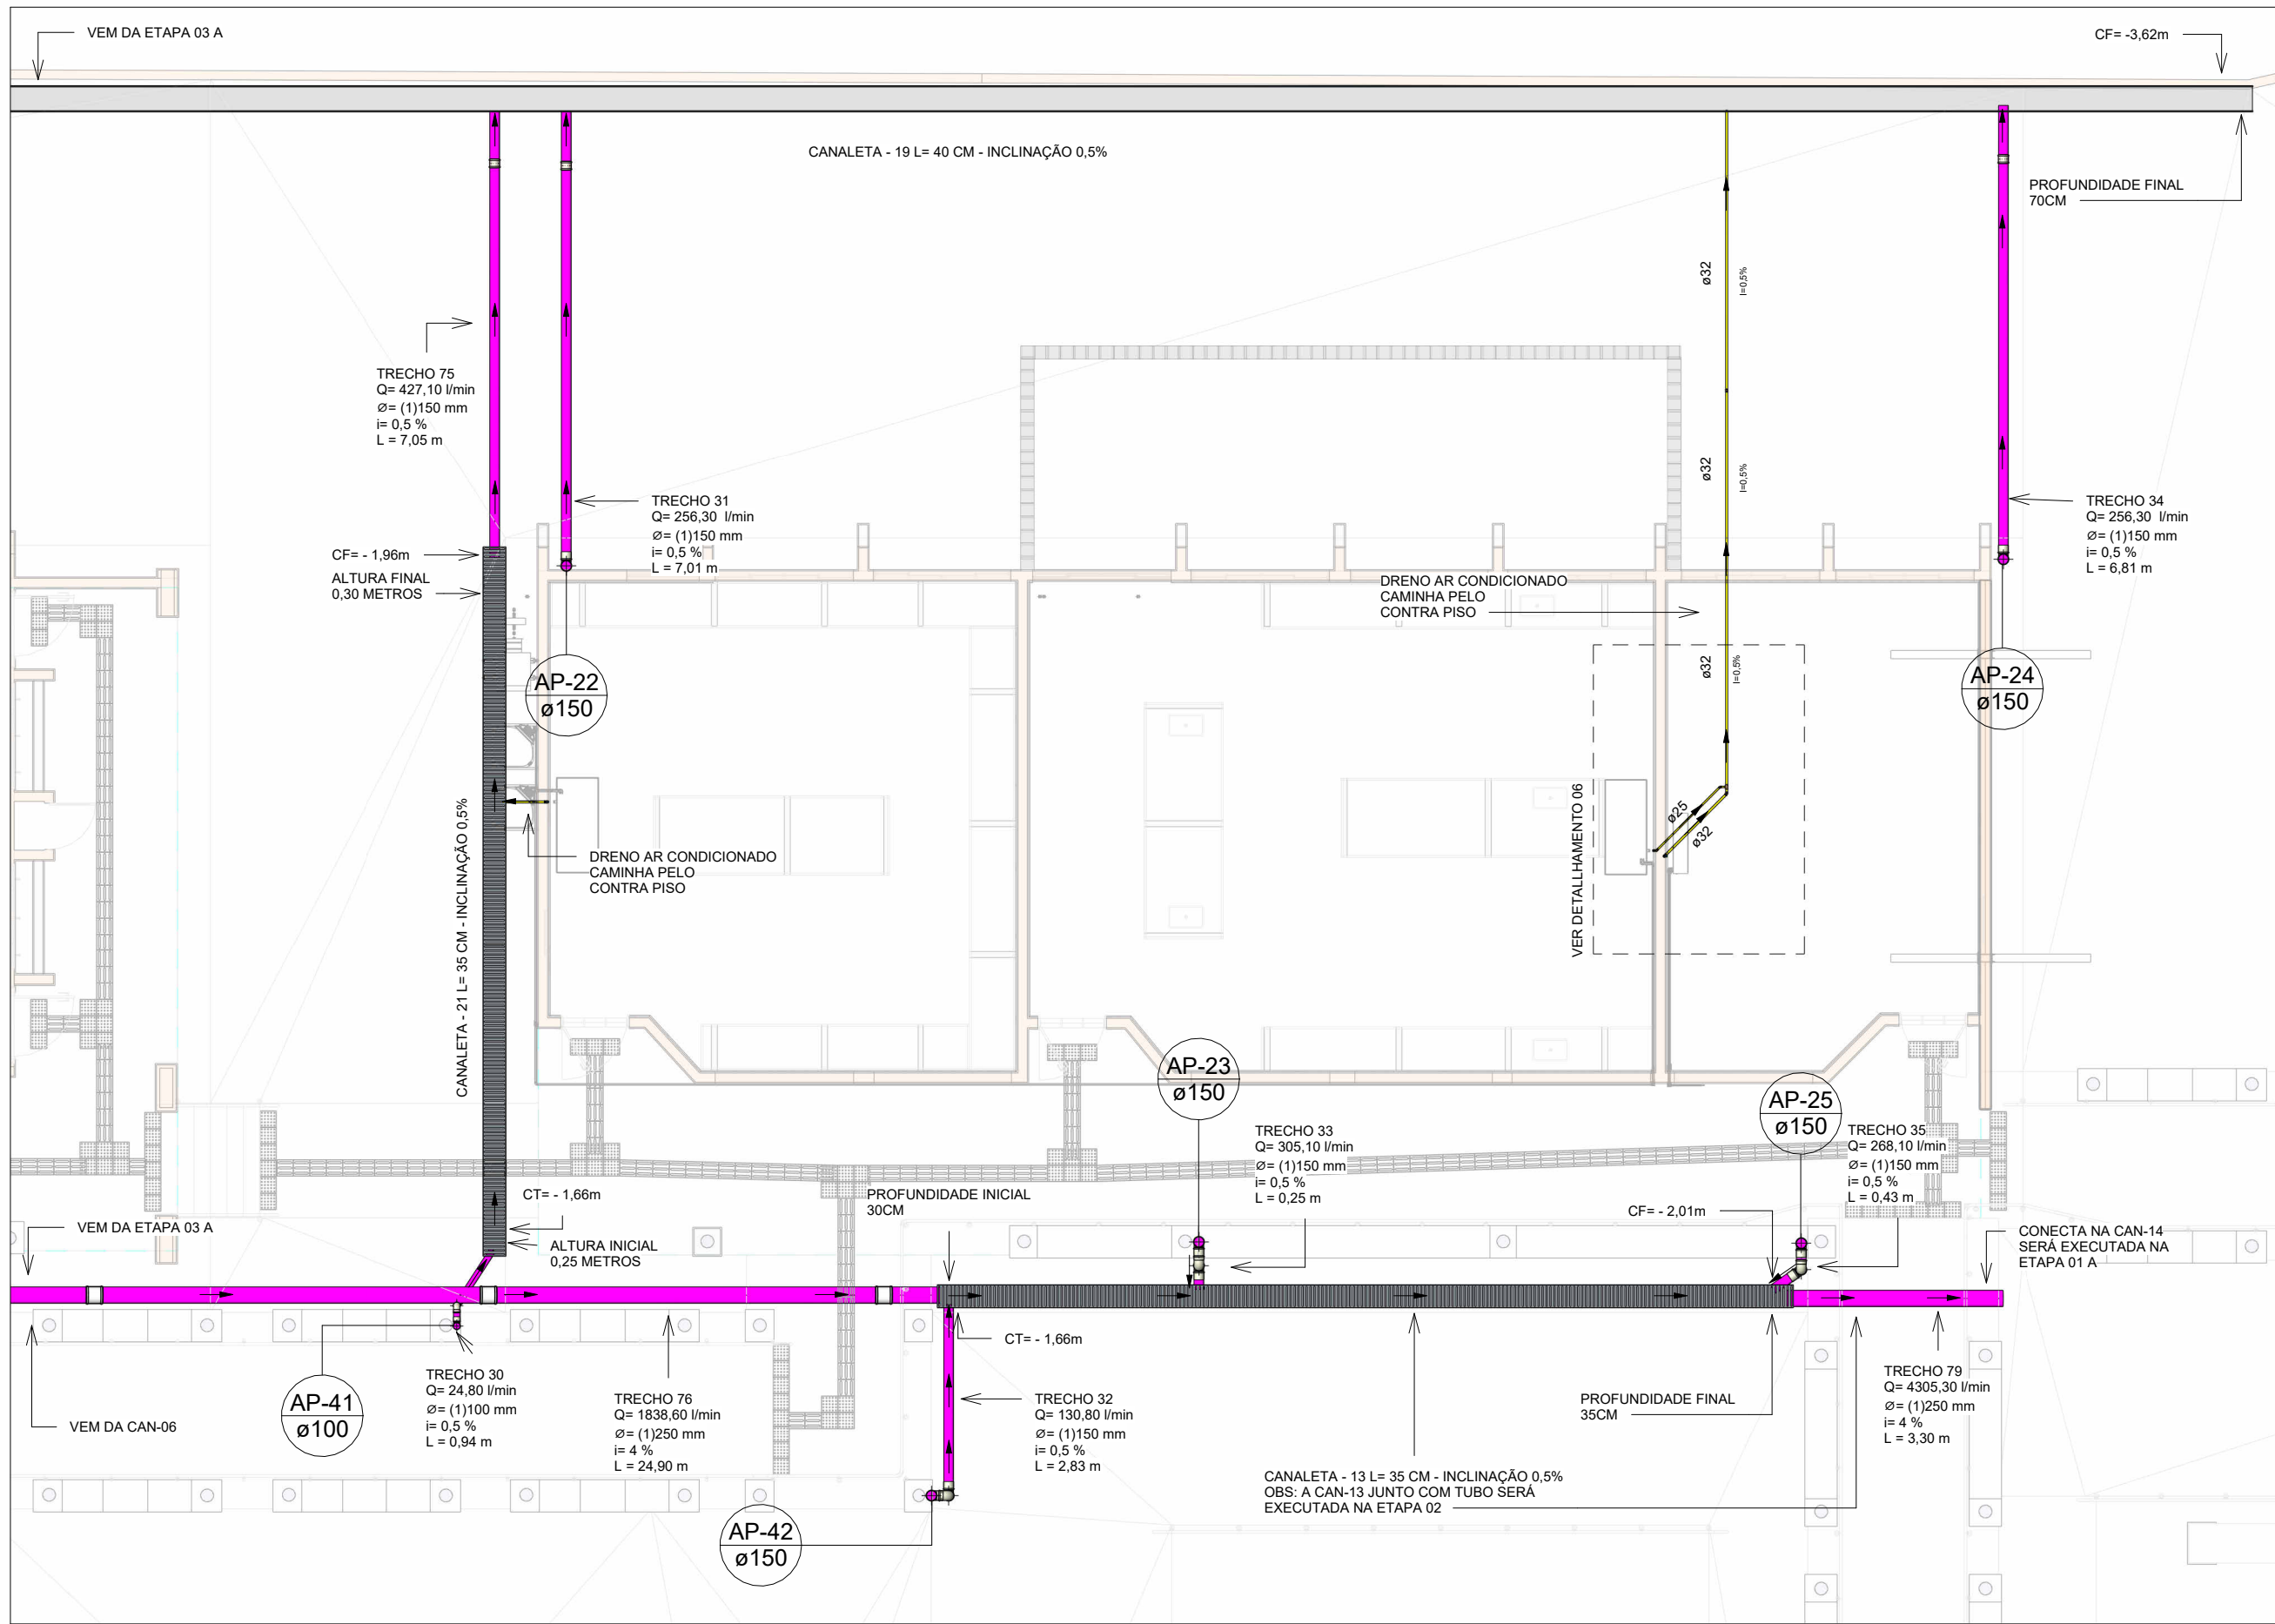 VEM DA ETAPA 03 A
CF= -3,62m
CANALETA - 19 L= 40 CM - INCLINAÇÃO 0,5%
PROFUNDIDADE FINAL
70CM
ø32
I=0,5%
TRECHO 75
Q= 427,10 l/min
Ø= (1)150 mm
i= 0,5 %
L = 7,05 m
ø32
I=0,5%
TRECHO 31
Q= 256,30 l/min
Ø= (1)150 mm
i= 0,5 %
L = 7,01 m
TRECHO 34
Q= 256,30 l/min
Ø= (1)150 mm
i= 0,5 %
L = 6,81 m
CF= - 1,96m
ALTURA FINAL
0,30 METROS
DRENO AR CONDICIONADO
CAMINHA PELO
CONTRA PISO
ø32
I=0,5%
AP-22
ø150
AP-24
ø150
CANALETA - 21 L= 35 CM - INCLINAÇÃO 0,5%
DRENO AR CONDICIONADO
CAMINHA PELO
CONTRA PISO
VER DETALLHAMENTO 06
ø25
ø32
AP-23
ø150
AP-25
ø150
TRECHO 33
Q= 305,10 l/min
Ø= (1)150 mm
i= 0,5 %
L = 0,25 m
TRECHO 35
Q= 268,10 l/min
Ø= (1)150 mm
i= 0,5 %
L = 0,43 m
CT= - 1,66m
PROFUNDIDADE INICIAL
30CM
CF= - 2,01m
VEM DA ETAPA 03 A
ALTURA INICIAL
0,25 METROS
CONECTA NA CAN-14
SERÁ EXECUTADA NA
ETAPA 01 A
CT= - 1,66m
VEM DA CAN-06
AP-41
ø100
TRECHO 30
Q= 24,80 l/min
Ø= (1)100 mm
i= 0,5 %
L = 0,94 m
TRECHO 76
Q= 1838,60 l/min
Ø= (1)250 mm
i= 4 %
L = 24,90 m
TRECHO 32
Q= 130,80 l/min
Ø= (1)150 mm
i= 0,5 %
L = 2,83 m
PROFUNDIDADE FINAL
35CM
TRECHO 79
Q= 4305,30 l/min
Ø= (1)250 mm
i= 4 %
L = 3,30 m
CANALETA - 13 L= 35 CM - INCLINAÇÃO 0,5%
OBS: A CAN-13 JUNTO COM TUBO SERÁ
EXECUTADA NA ETAPA 02
AP-42
ø150